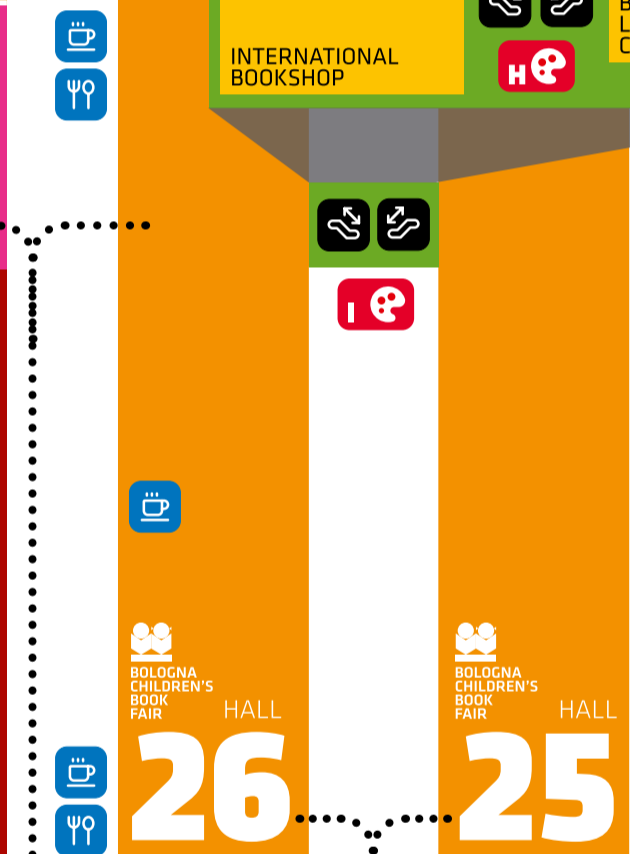 INTERNATIONAL
BOOKSHOP
H
I
BOLOGNA
CHILDREN'S
BOOK
FAIR
HALL
26
BOLOGNA
CHILDREN'S
BOOK
FAIR
HALL
25